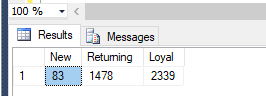 100 %
Results Messages
New Returning Loyal
1 83 1478 2339